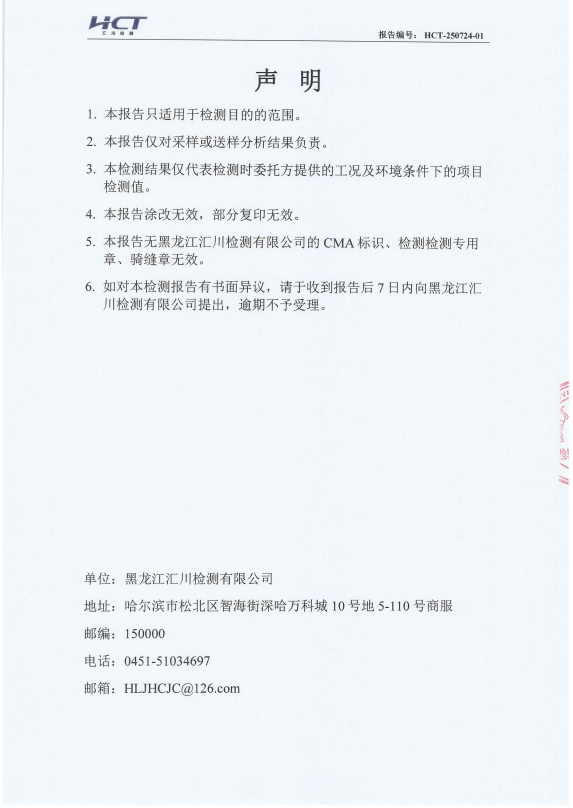 HCT
汇川检测
报告编号： HCT-250724-01
声 明
1. 本报告只适用于检测目的的范围。
2. 本报告仅对采样或送样分析结果负责。
3. 本检测结果仅代表检测时委托方提供的工况及环境条件下的项目
检测值。
4. 本报告涂改无效，部分复印无效。
5. 本报告无黑龙江汇川检测有限公司的 CMA 标识、检测检测专用
章、骑缝章无效。
6. 如对本检测报告有书面异议，请于收到报告后 7 日内向黑龙江汇
川检测有限公司提出，逾期不予受理。
单位：黑龙江汇川检测有限公司
地址：哈尔滨市松北区智海街深哈万科城 10 号地 5-110 号商服
邮编：150000
电话：0451-51034697
邮箱：HLJHCJC@126.com